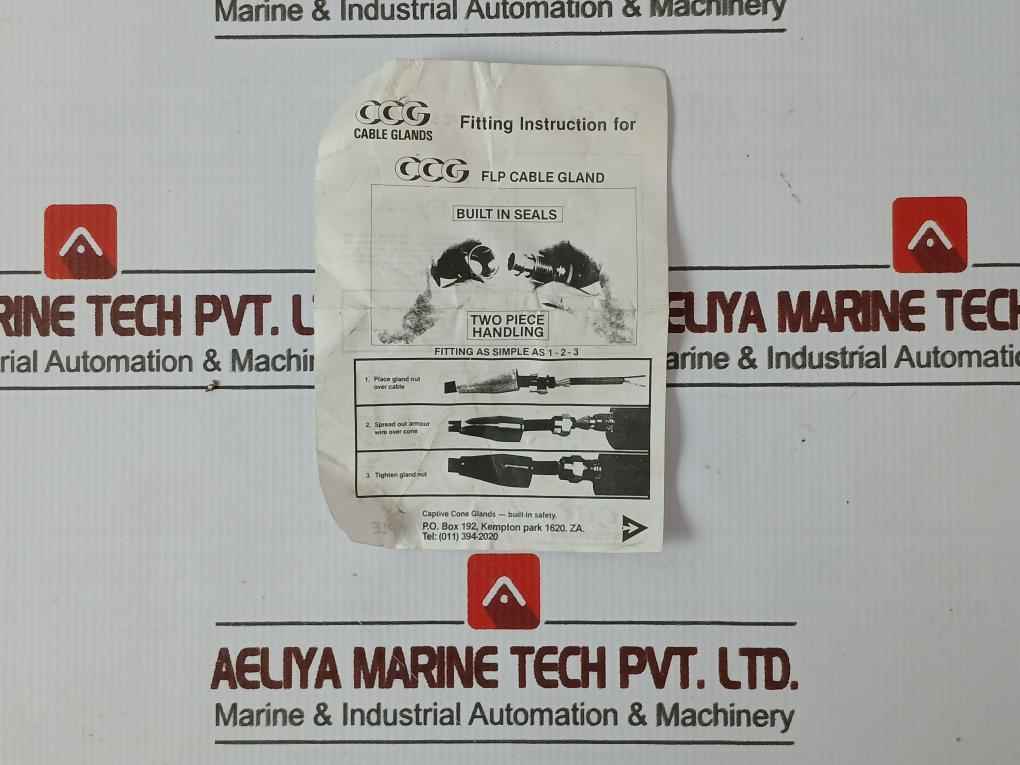 Marine & Industrial Automation & Machinery
CCG
CABLE GLANDS
Fitting Instruction for
CCG FLP CABLE GLAND
BUILT IN SEALS
TWO PIECE
HANDLING
FITTING AS SIMPLE AS 1 - 2 - 3
1. Place gland nut
over cable
2. Spread out armour
wire over cone
3. Tighten gland nut
Captive Cone Glands — built-in safety.
P.O. Box 192, Kempton park 1620. ZA.
Tel: (011) 394-2020
RINE TECH PVT. L
rial Automation & Machin
ELIYA MARINE TECH
arine & Industrial Automatic
AELIYA MARINE TECH PVT. LTD.
Marine & Industrial Automation & Machinery